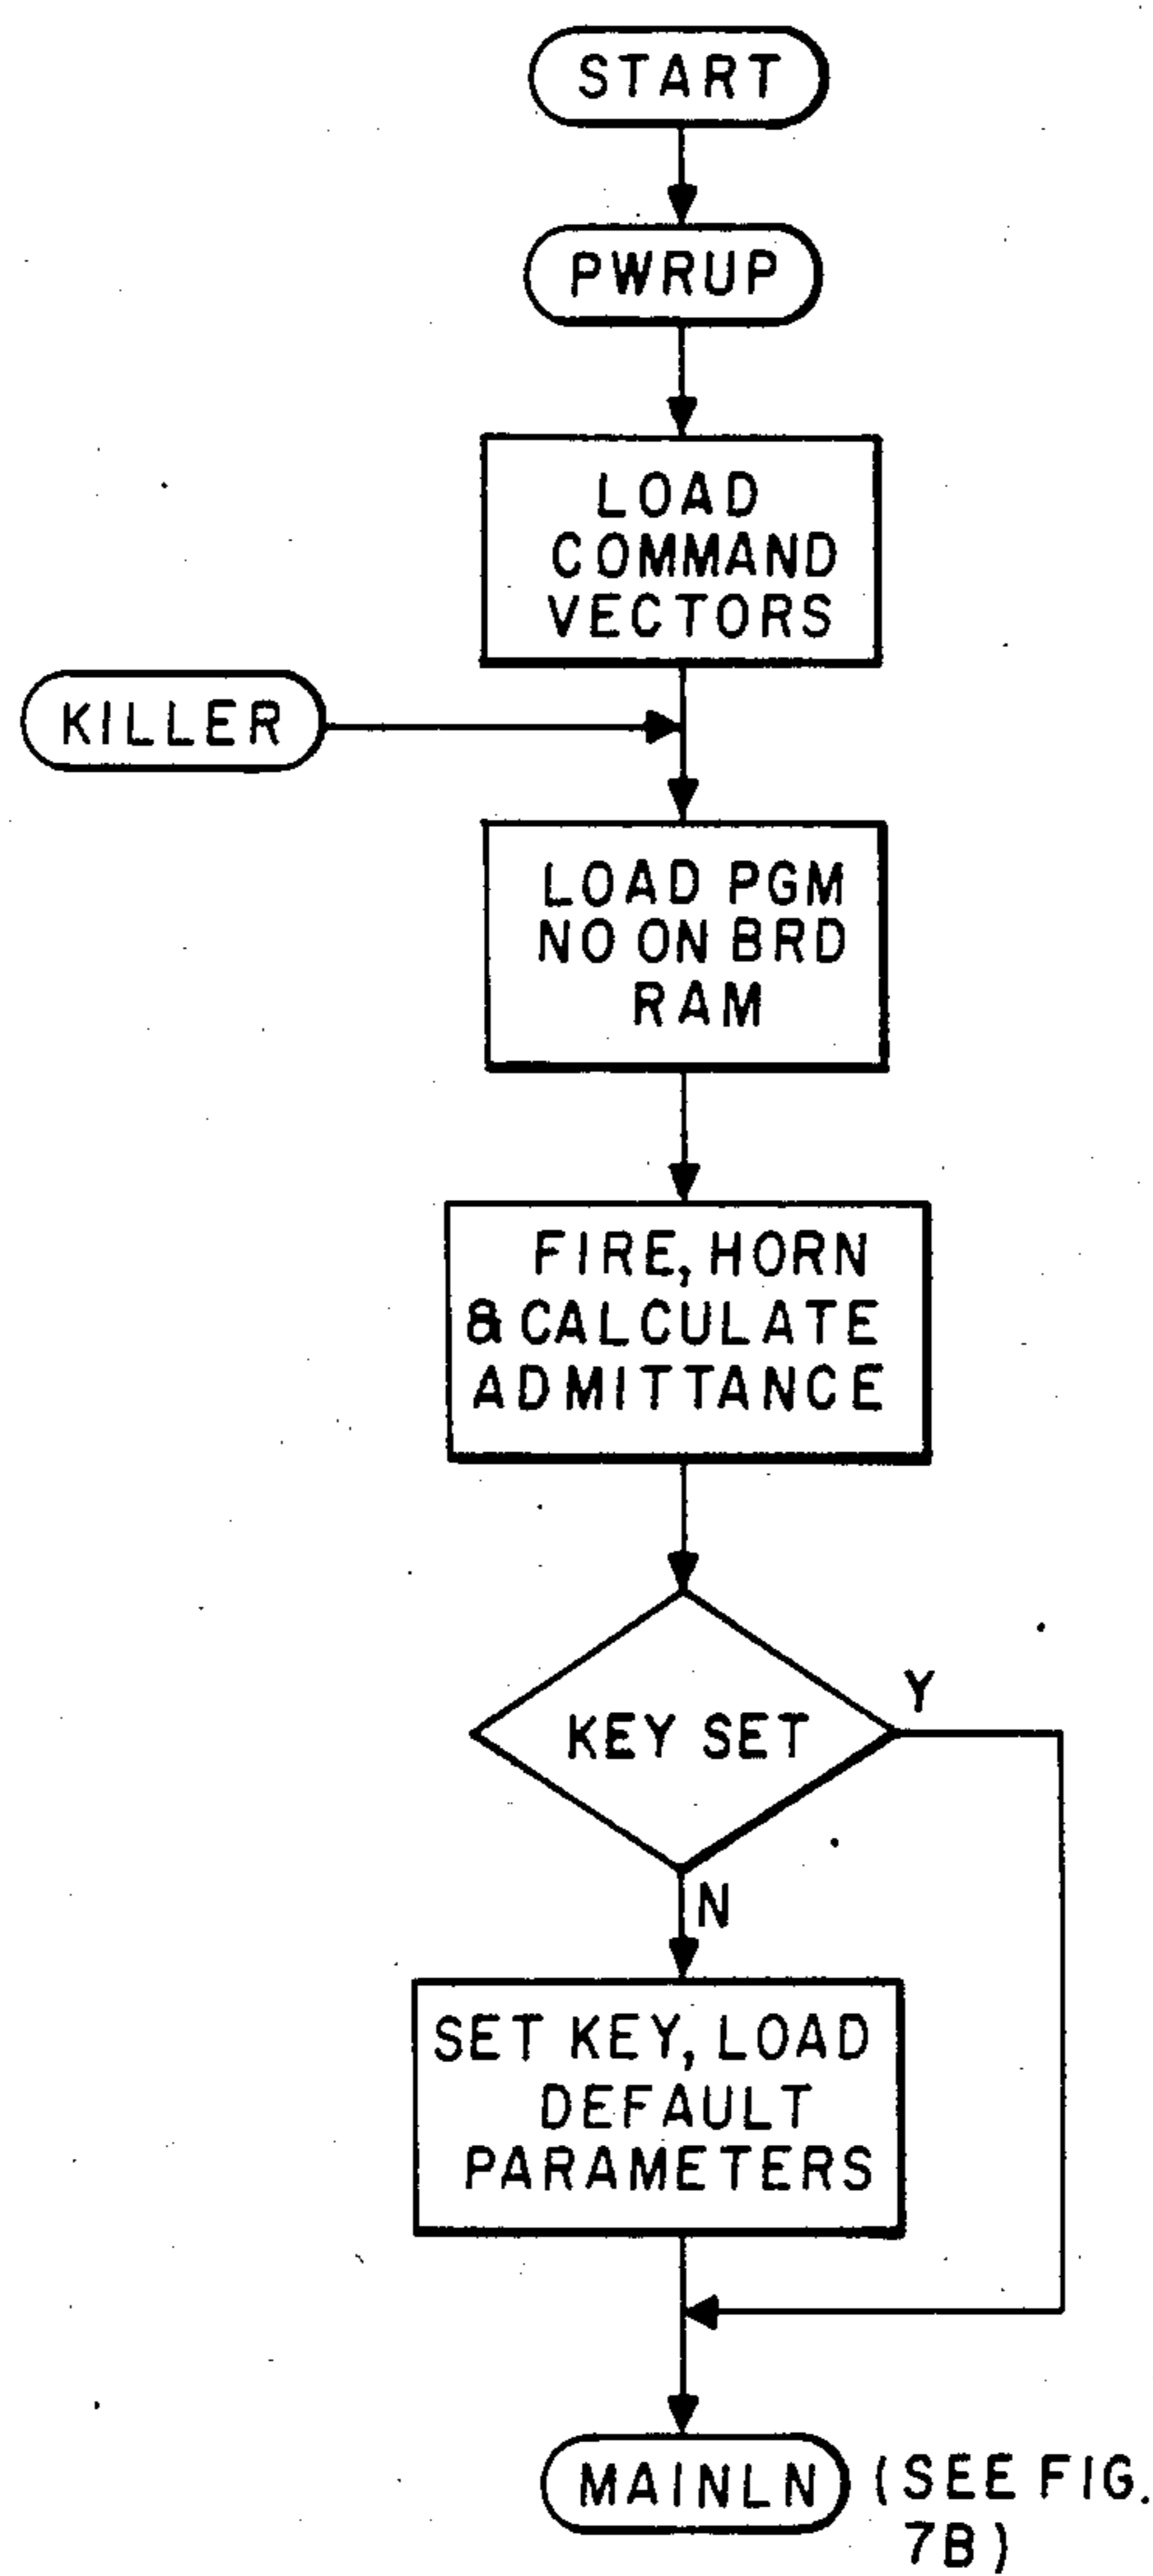 START
PWRUP
LOAD
COMMAND
VECTORS
KILLER
LOAD PGM
NO ON BRD
RAM
FIRE, HORN
& CALCULATE
ADMITTANCE
KEY SET
Y
N
SET KEY, LOAD
DEFAULT
PARAMETERS
MAINLN (SEE FIG.
7B)